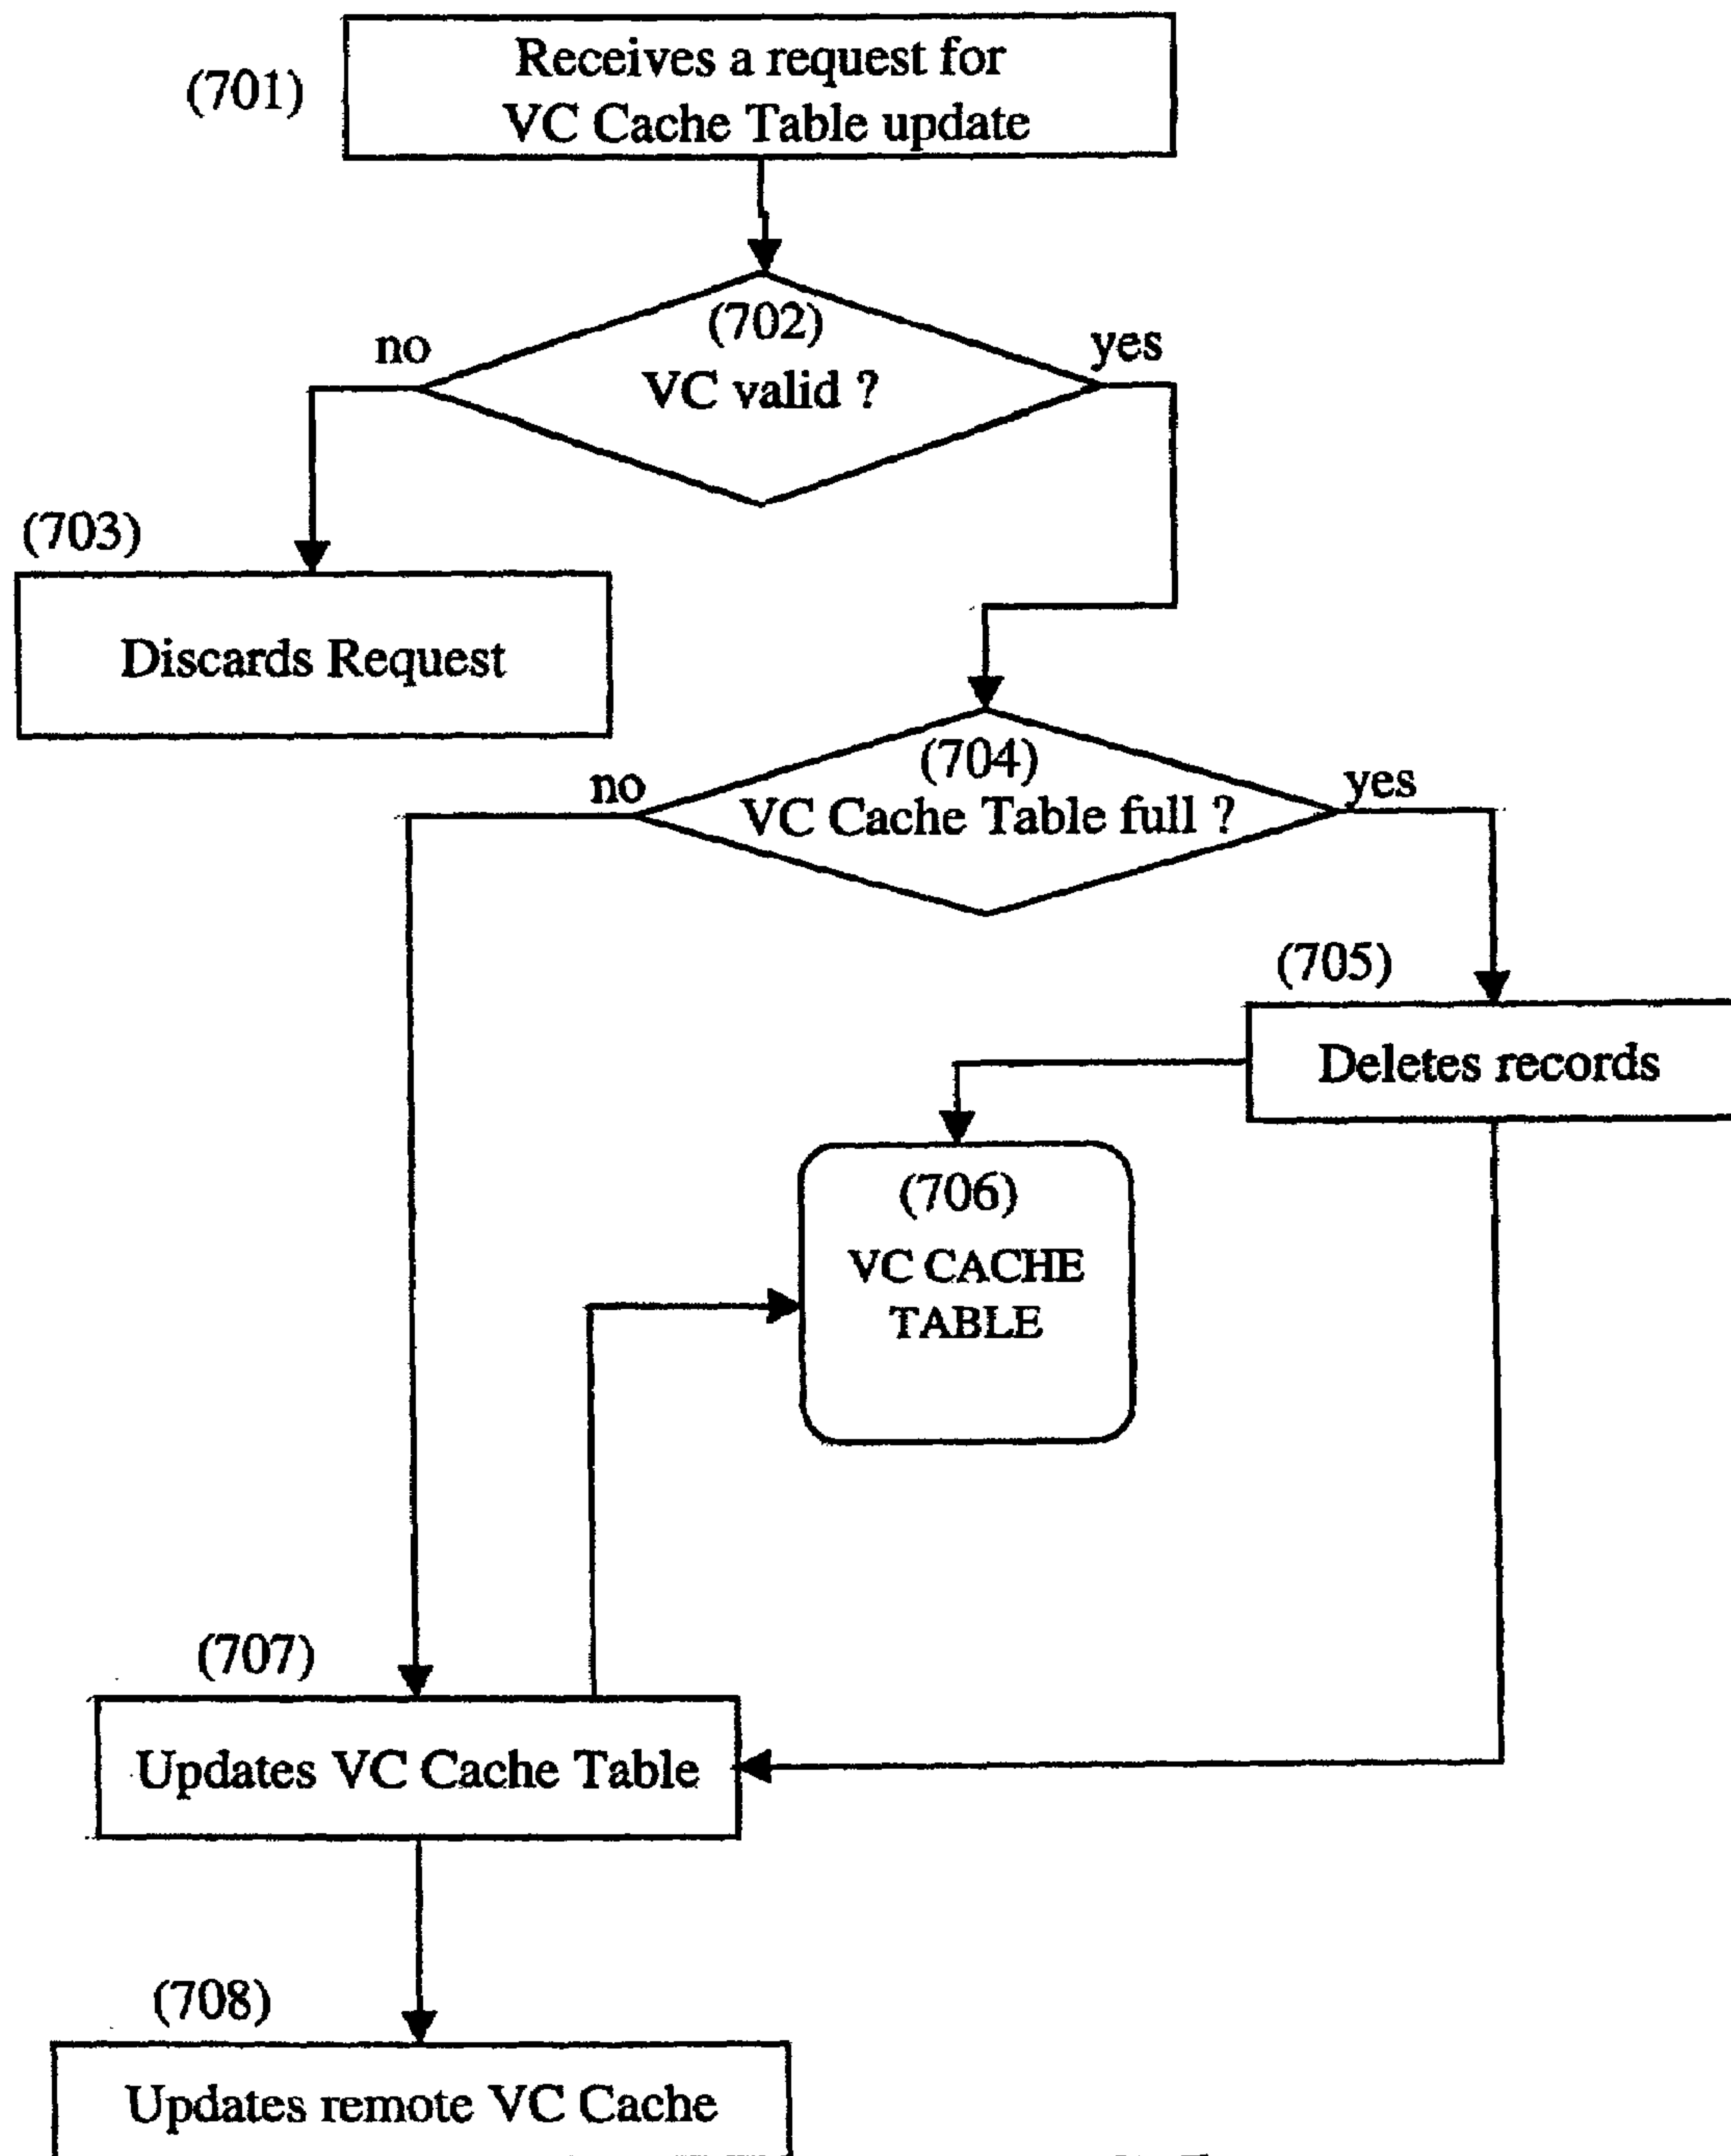 (701)
Receives a request for
VC Cache Table update
(702)
no
yes
VC valid ?
(703)
Discards Request
(704)
no
yes
VC Cache Table full ?
(705)
Deletes records
(706)
VC CACHE
TABLE
(707)
Updates VC Cache Table
(708)
Updates remote VC Cache